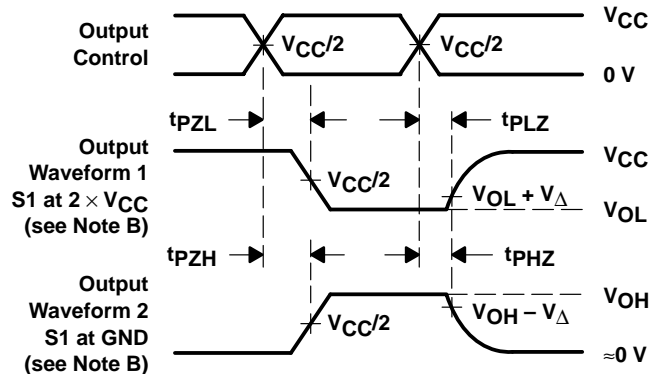 Output
Control
VCC/2
VCC/2
VCC
0 V
tPZL
tPLZ
Output
Waveform 1
S1 at 2 × VCC
(see Note B)
VCC/2
VOL + VΔ
VCC
VOL
tPZH
tPHZ
Output
Waveform 2
S1 at GND
(see Note B)
VCC/2
VOH − VΔ
VOH
≈0 V